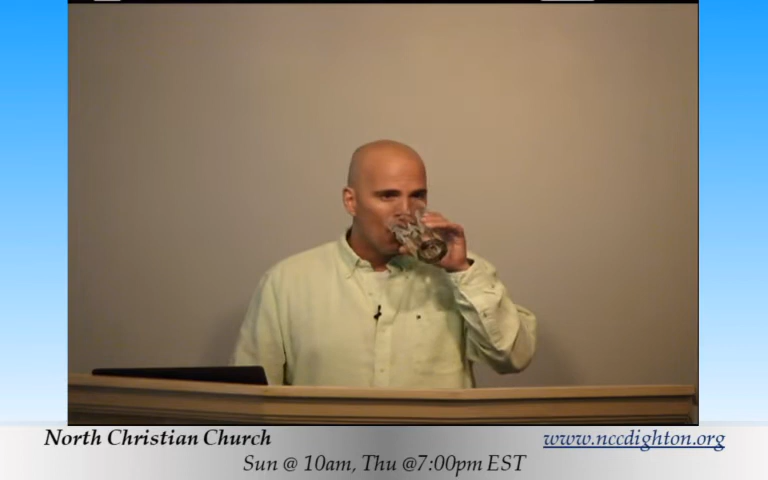 North Christian Church
www.nccdighton.org
Sun @ 10am, Thu @7:00pm EST